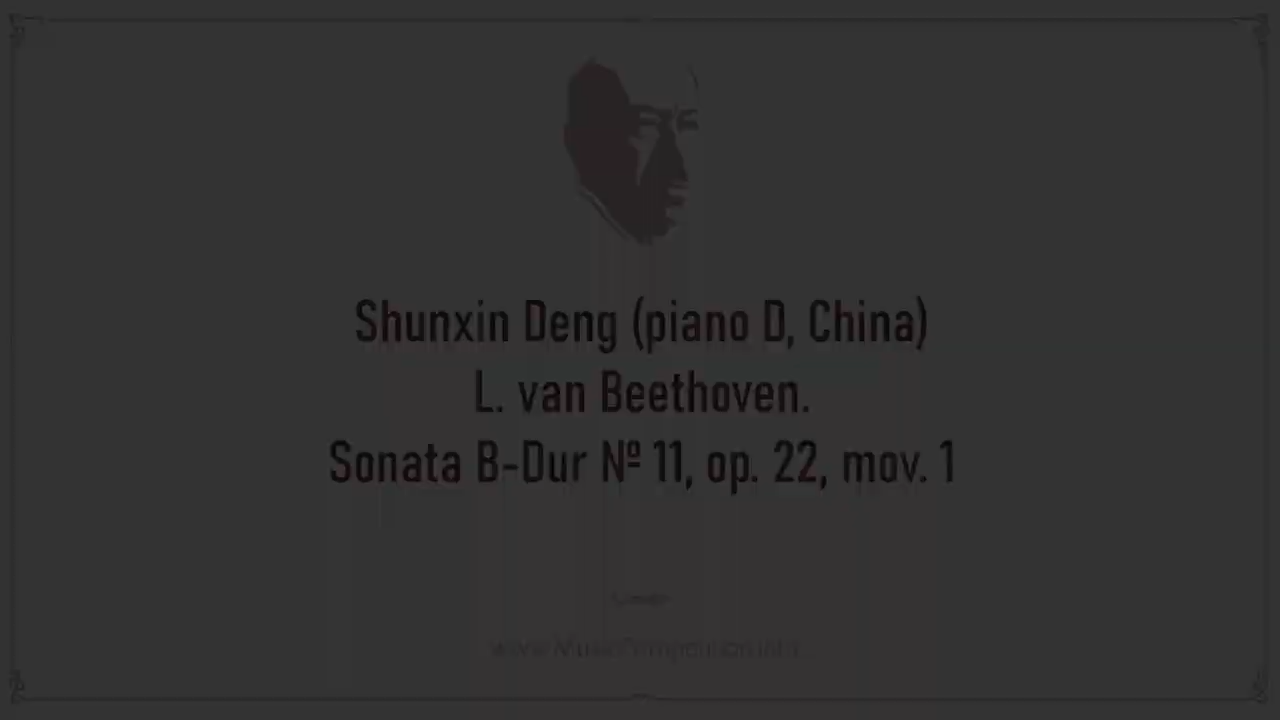 Shunxin Deng (piano D, China)
L. van Beethoven.
Sonata B-Dur № 11, op. 22, mov. 1